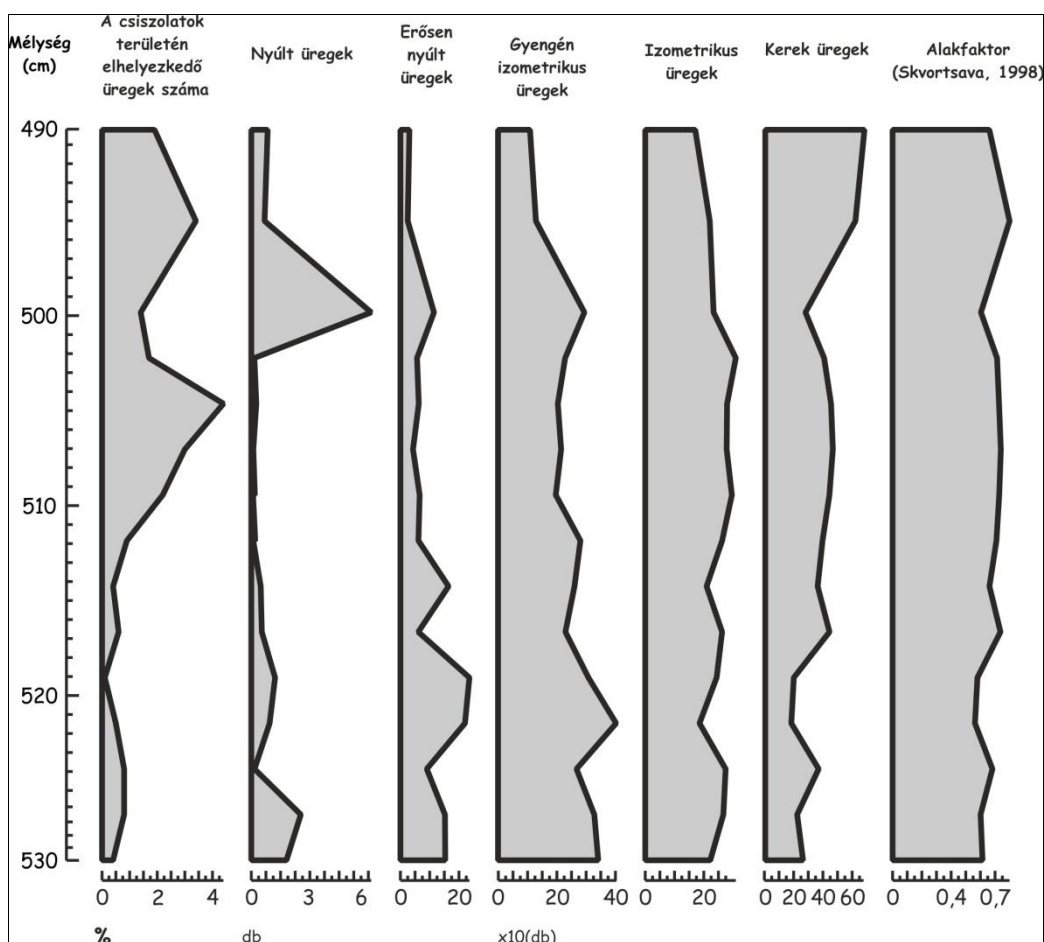 Mélység
(cm)
A csiszolatok
területén
elhelyezkedő
üregek száma
Nyúlt üregek
Erősen
nyúlt
üregek
Gyengén
izometrikus
üregek
Izometrikus
üregek
Kerek üregek
Alakfaktor
(Skvortsava, 1998)
490
500
510
520
530
0 2 4
0 3 6
0 20
0 20 40
0 20
0 20 40 60
0 0,4 0,7
% db x10(db)